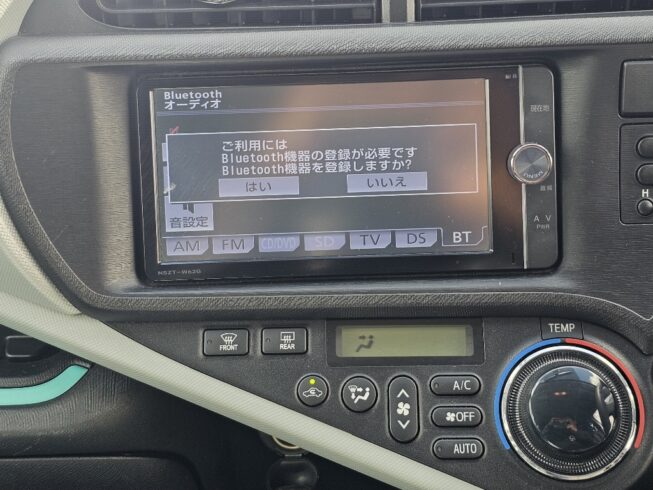 Bluetooth
オーディオ
ご利用には
Bluetooth機器の登録が必要です
Bluetooth機器を登録しますか?
はい
いいえ
音設定
AM
FM
CD/DVD
SD
TV
DS
BT
NSZT-W62G
現在地
MENU
AV
PWR
H
FRONT
REAR
TEMP
A/C
OFF
AUTO